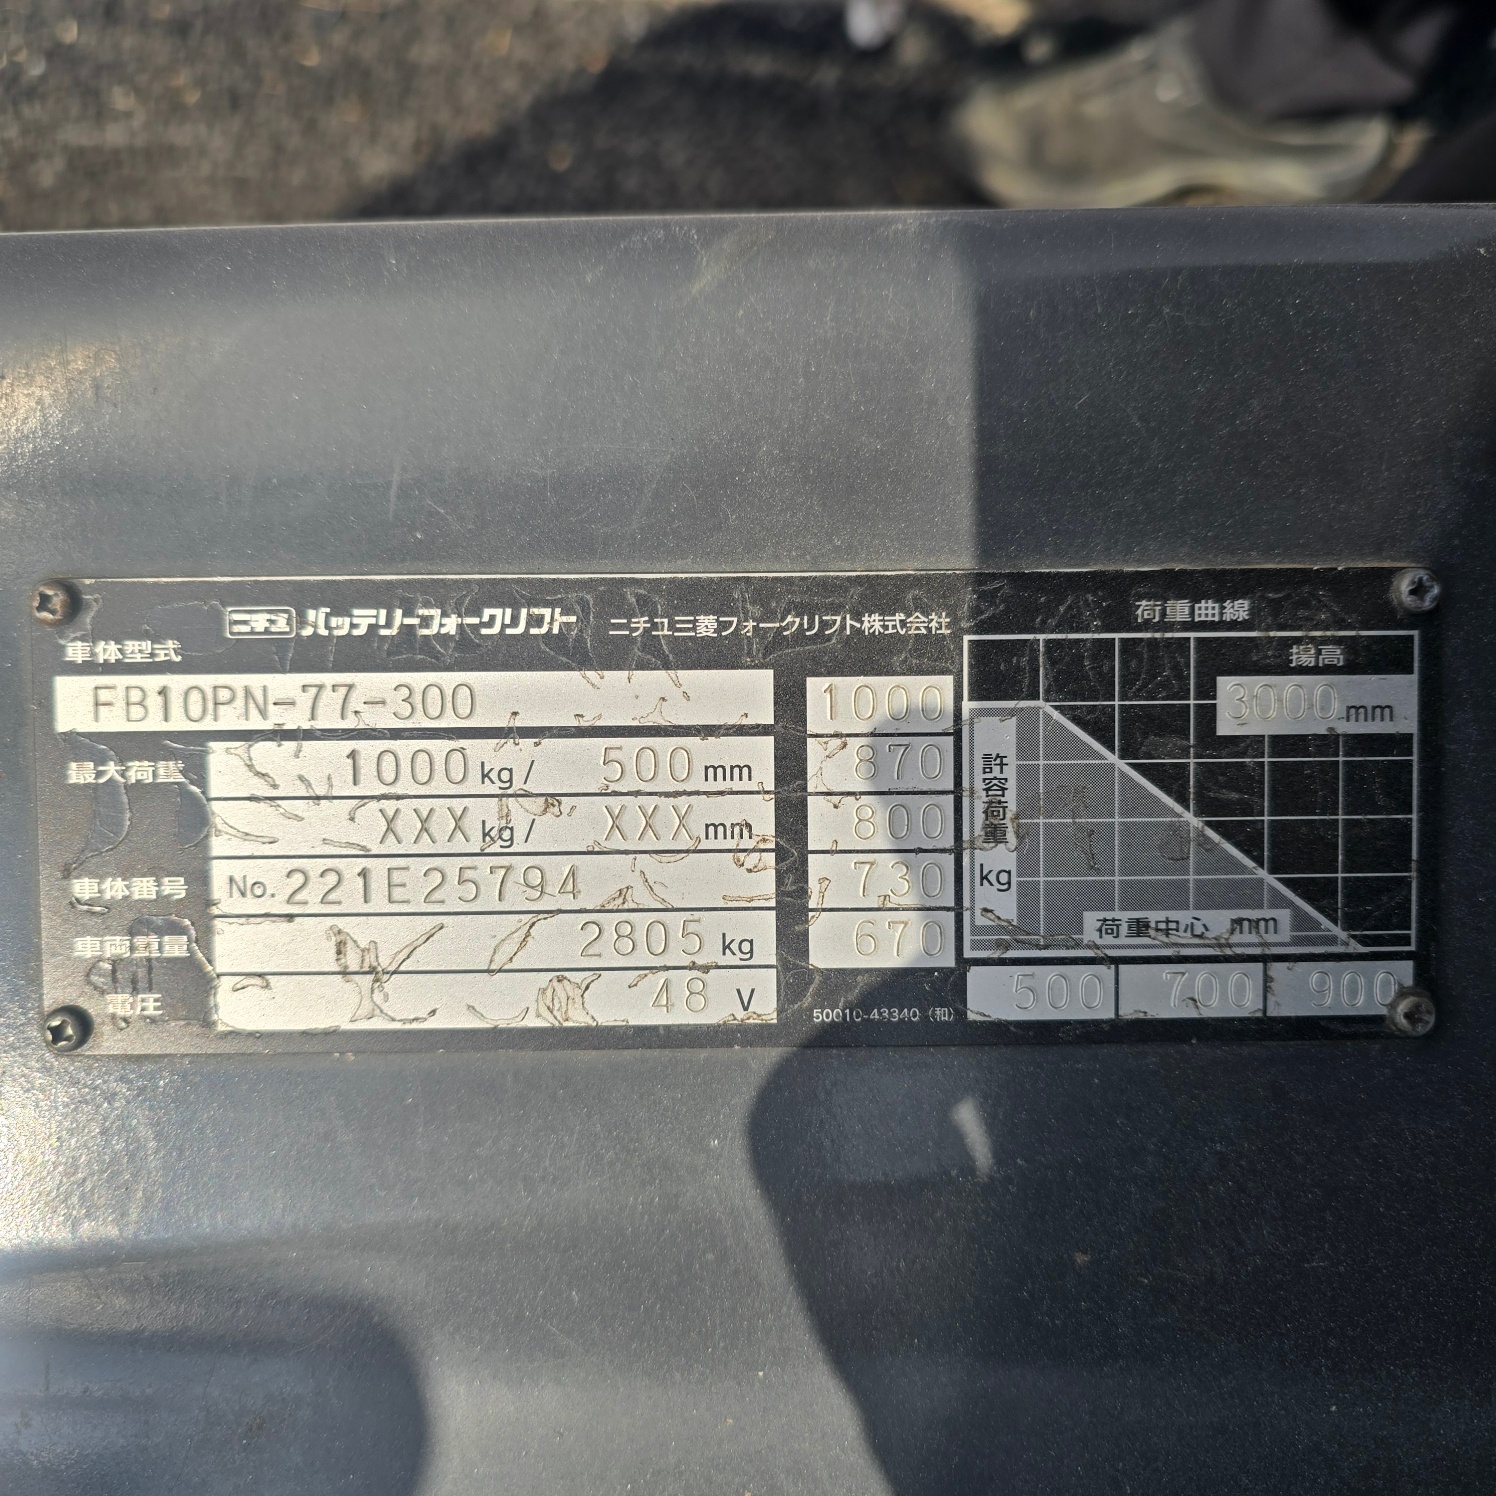 ニチユ バッテリーフォークリフト ニチユ三菱フォークリフト株式会社
車体型式
FB10PN-77-300
最大荷重 1000 kg/ 500 mm
XXX kg/ XXX mm
車体番号 No. 221E25794
車両重量 2805 kg
電圧 48 V
1000
870
800
730
670
50010-43340 (和)
荷重曲線
揚高
3000 mm
許容荷重
kg
荷重中心 mm
500 700 900